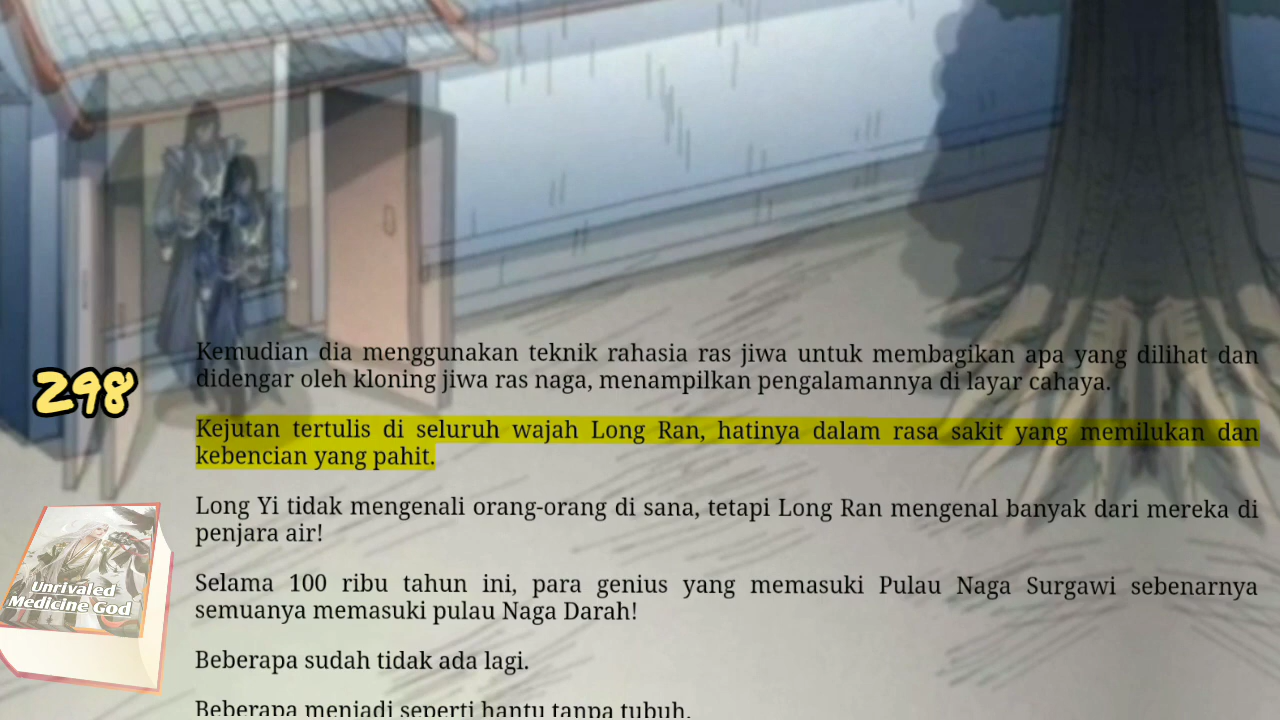 Kemudian dia menggunakan teknik rahasia ras jiwa untuk membagikan apa yang dilihat dan
didengar oleh kloning jiwa ras naga, menampilkan pengalamannya di layar cahaya.
298
Kejutan tertulis di seluruh wajah Long Ran, hatinya dalam rasa sakit yang memilukan dan
kebencian yang pahit.
Long Yi tidak mengenali orang-orang di sana, tetapi Long Ran mengenal banyak dari mereka di
penjara air!
Selama 100 ribu tahun ini, para genius yang memasuki Pulau Naga Surgawi sebenarnya
semuanya memasuki pulau Naga Darah!
Unrivaled
Medicine God
Beberapa sudah tidak ada lagi.
Beberapa menjadi seperti hantu tanpa tubuh.